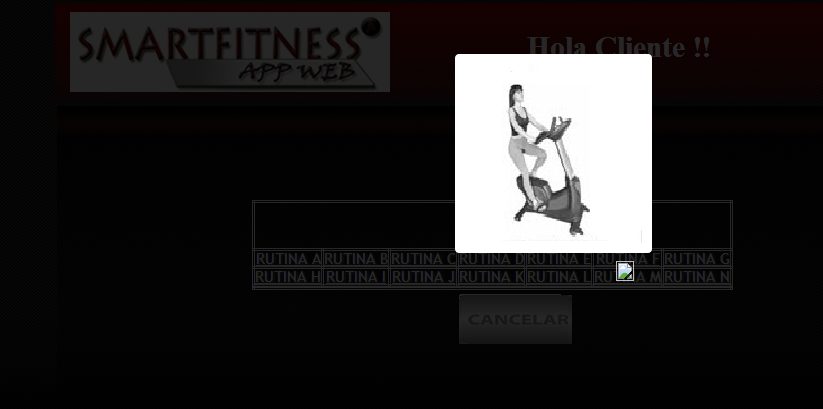 SMARTFITNESS
APP WEB
Hola Cliente !!
RUTINA A RUTINA B RUTINA C RUTINA D RUTINA E RUTINA F RUTINA G
RUTINA H RUTINA I RUTINA J RUTINA K RUTINA L RUTINA M RUTINA N
CANCELAR